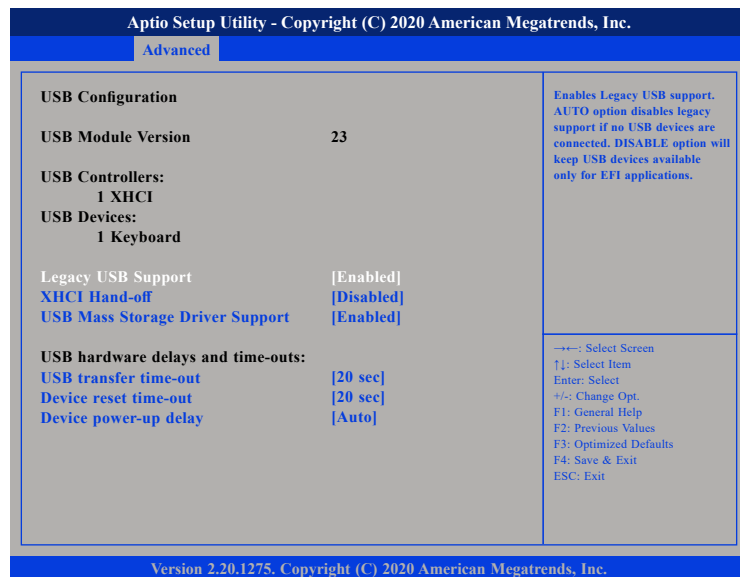 Aptio Setup Utility - Copyright (C) 2020 American Megatrends, Inc.
Advanced
USB Configuration
USB Module Version 23
USB Controllers:
1 XHCI
USB Devices:
1 Keyboard
Legacy USB Support [Enabled]
XHCI Hand-off [Disabled]
USB Mass Storage Driver Support [Enabled]
USB hardware delays and time-outs:
USB transfer time-out [20 sec]
Device reset time-out [20 sec]
Device power-up delay [Auto]
Enables Legacy USB support.
AUTO option disables legacy
support if no USB devices are
connected. DISABLE option will
keep USB devices available
only for EFI applications.
→←: Select Screen
↑↓: Select Item
Enter: Select
+/-: Change Opt.
F1: General Help
F2: Previous Values
F3: Optimized Defaults
F4: Save & Exit
ESC: Exit
Version 2.20.1275. Copyright (C) 2020 American Megatrends, Inc.